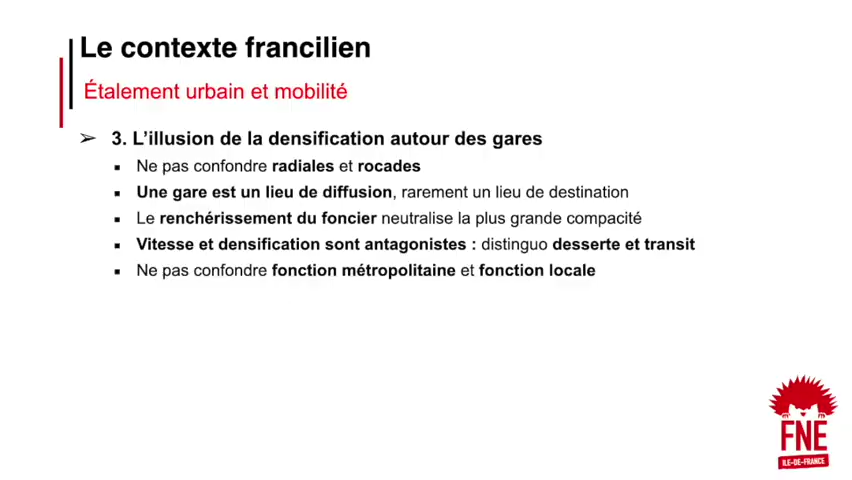 Le contexte francilien
Étalement urbain et mobilité
➢ 3. L’illusion de la densification autour des gares
▪ Ne pas confondre radiales et rocades
▪ Une gare est un lieu de diffusion, rarement un lieu de destination
▪ Le renchérissement du foncier neutralise la plus grande compacité
▪ Vitesse et densification sont antagonistes : distinguo desserte et transit
▪ Ne pas confondre fonction métropolitaine et fonction locale
FNE
ILE-DE-FRANCE